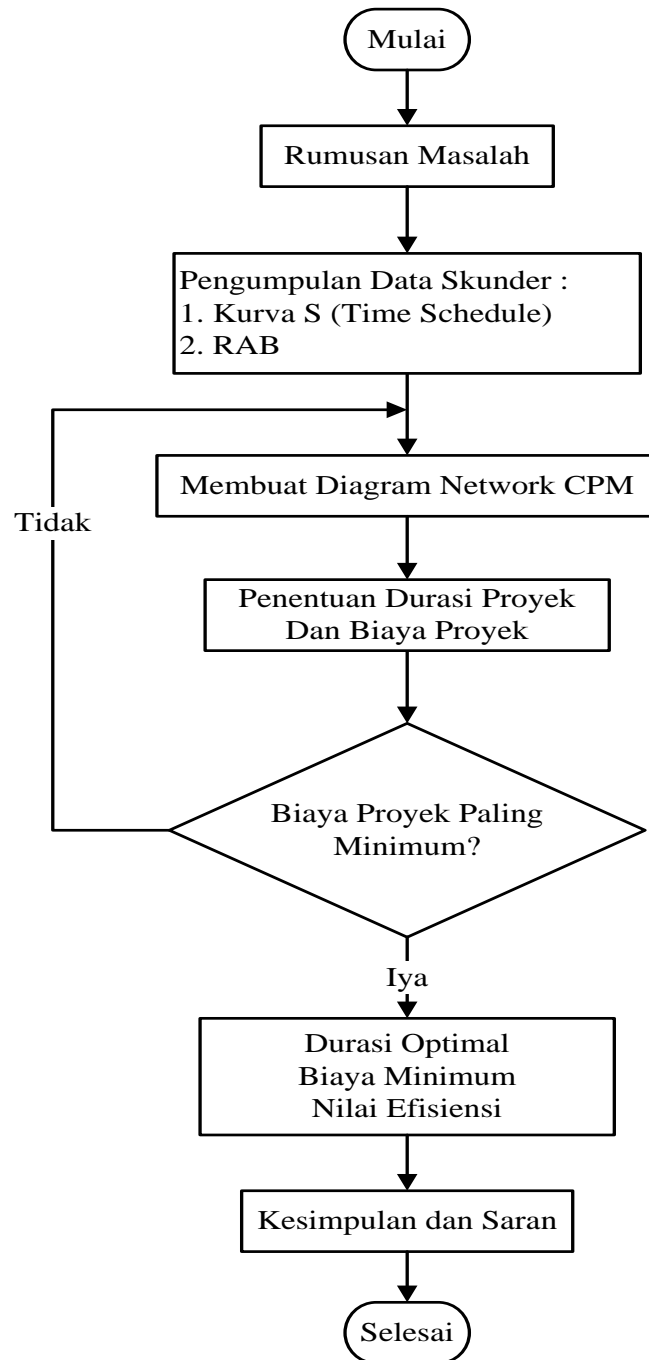 Mulai
Rumusan Masalah
Pengumpulan Data Skunder :
1. Kurva S (Time Schedule)
2. RAB
Membuat Diagram Network CPM
Tidak
Penentuan Durasi Proyek
Dan Biaya Proyek
Biaya Proyek Paling
Minimum?
Iya
Durasi Optimal
Biaya Minimum
Nilai Efisiensi
Kesimpulan dan Saran
Selesai